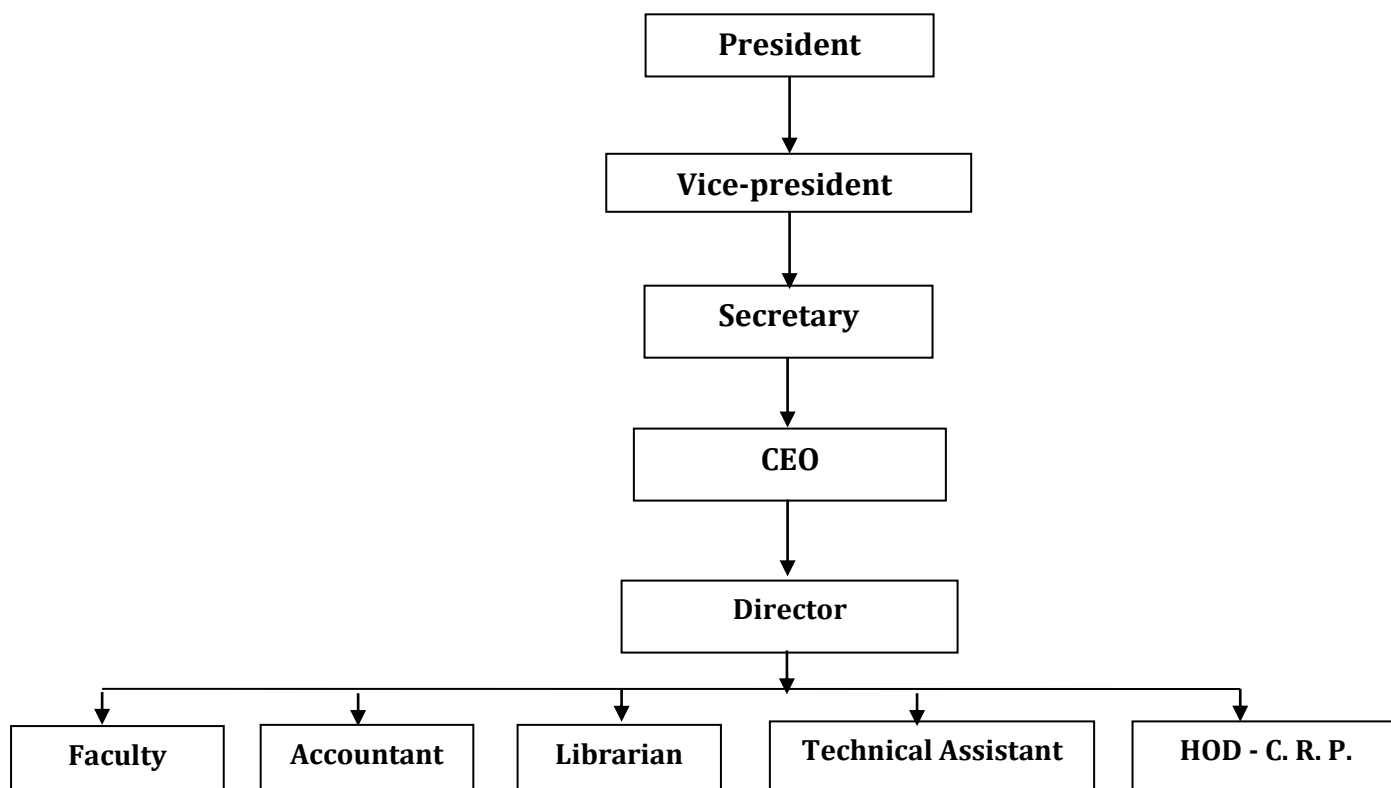 President
Vice-president
Secretary
CEO
Director
Faculty
Accountant
Librarian
Technical Assistant
HOD - C. R. P.